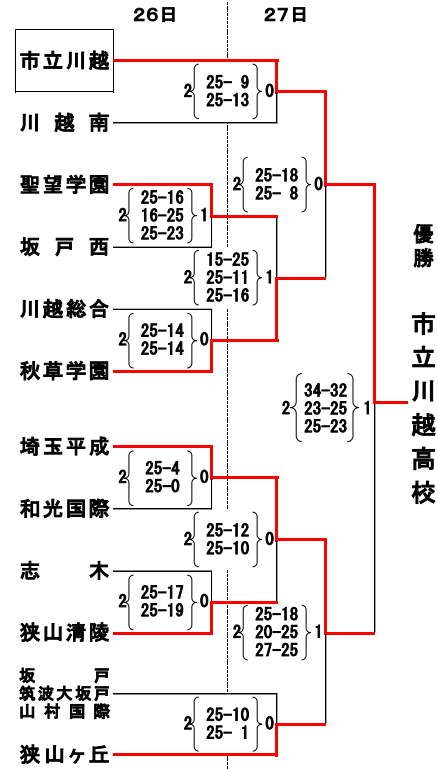 26日 27日
市立川越
2 25- 9 0
25-13
川越南
2 25-18 0
25- 8
聖望学園
2 25-16 1
16-25
25-23
坂戸西
2 15-25 1
25-11
25-16
川越総合
2 25-14 0
25-14
秋草学園
優勝
市立川越高校
2 34-32 1
23-25
25-23
埼玉平成
2 25-4 0
25-0
和光国際
2 25-12 0
25-10
志木
2 25-17 0
25-19
狭山清陵
2 25-18 1
20-25
27-25
坂戸
筑波大坂戸
山村国際
2 25-10 0
25- 1
狭山ヶ丘